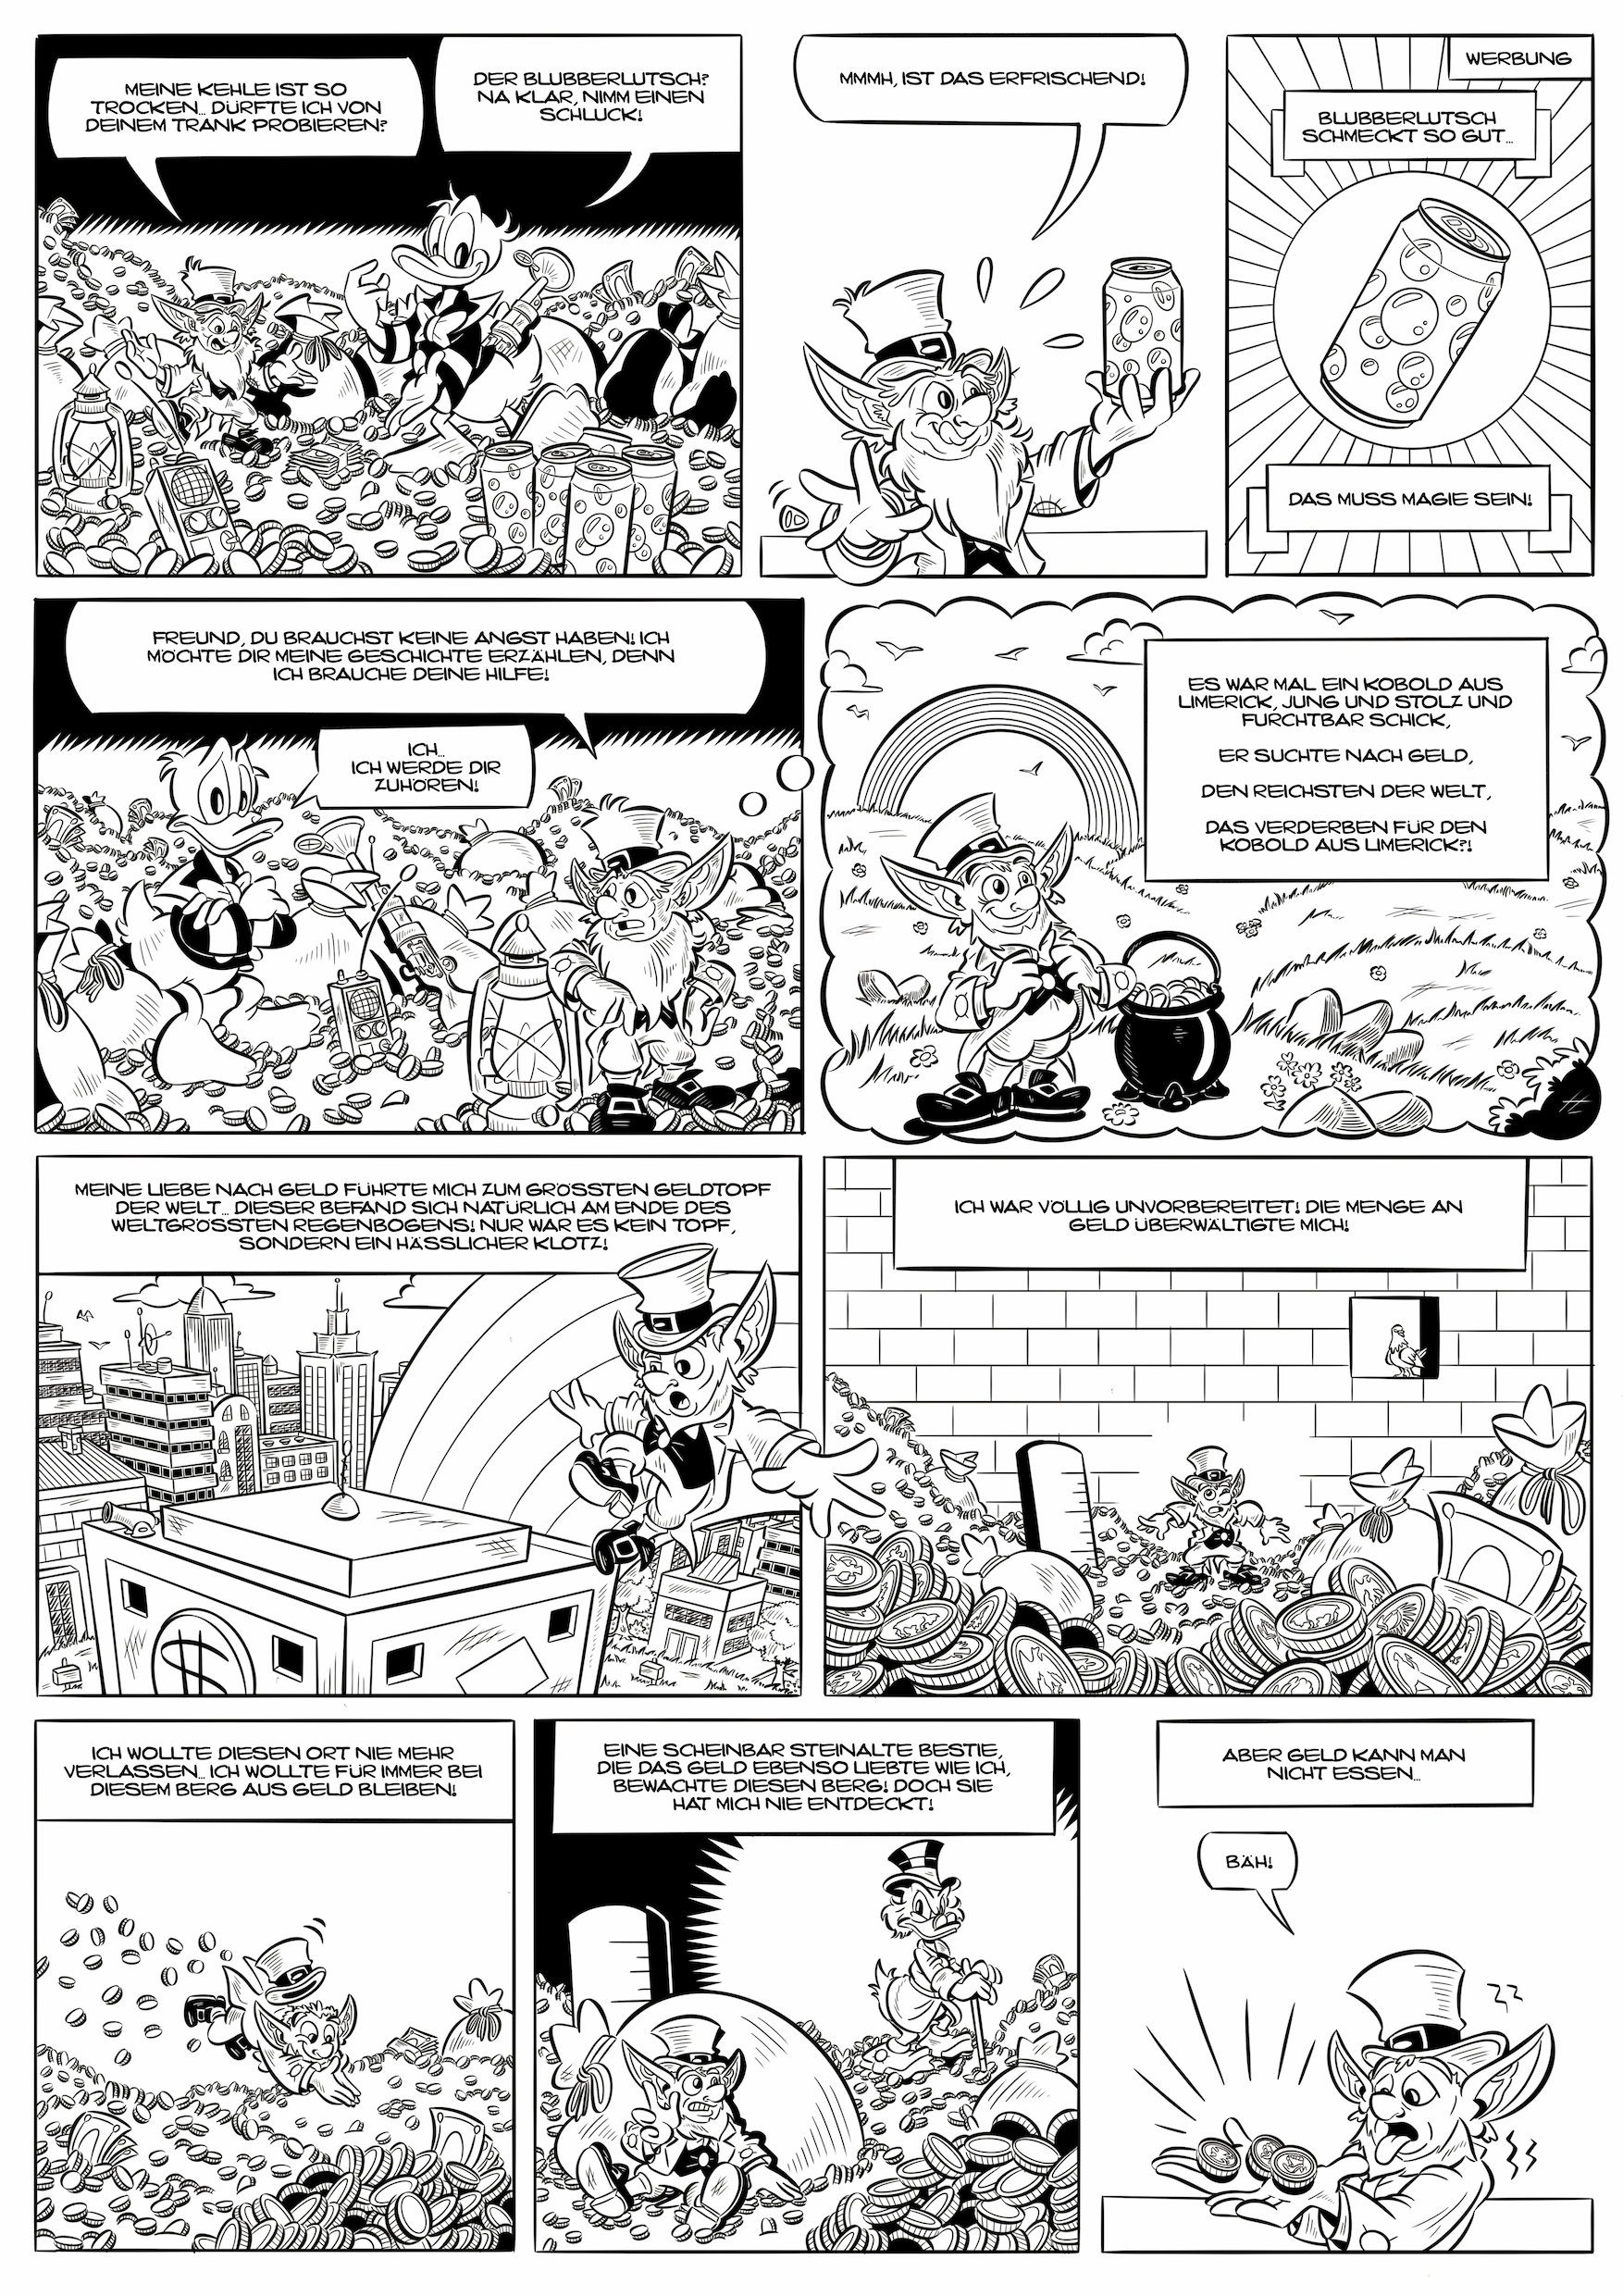 MEINE KEHLE IST SO
TROCKEN... DÜRFTE ICH VON
DEINEM TRANK PROBIEREN?
DER BLUBBERLUTSCH?
NA KLAR, NIMM EINEN
SCHLUCK!
MMMH, IST DAS ERFRISCHEND!
WERBUNG
BLUBBERLUTSCH
SCHMECKT SO GUT...
DAS MUSS MAGIE SEIN!
FREUND, DU BRAUCHST KEINE ANGST HABEN! ICH
MÖCHTE DIR MEINE GESCHICHTE ERZÄHLEN, DENN
ICH BRAUCHE DEINE HILFE!
ICH...
ICH WERDE DIR
ZUHÖREN!
ES WAR MAL EIN KOBOLD AUS
LIMERICK, JUNG UND STOLZ UND
FURCHTBAR SCHICK,
ER SUCHTE NACH GELD,
DEN REICHSTEN DER WELT,
DAS VERDERBEN FÜR DEN
KOBOLD AUS LIMERICK?!
MEINE LIEBE NACH GELD FÜHRTE MICH ZUM GRÖSSTEN GELDTOPF
DER WELT... DIESER BEFAND SICH NATÜRLICH AM ENDE DES
WELTGRÖSSTEN REGENBOGENS! NUR WAR ES KEIN TOPF,
SONDERN EIN HÄSSLICHER KLOTZ!
$
ICH WAR VÖLLIG UNVORBEREITET! DIE MENGE AN
GELD ÜBERWÄLTIGTE MICH!
ICH WOLLTE DIESEN ORT NIE MEHR
VERLASSEN... ICH WOLLTE FÜR IMMER BEI
DIESEM BERG AUS GELD BLEIBEN!
EINE SCHEINBAR STEINALTE BESTIE,
DIE DAS GELD EBENSO LIEBTE WIE ICH,
BEWACHTE DIESEN BERG! DOCH SIE
HAT MICH NIE ENTDECKT!
ABER GELD KANN MAN
NICHT ESSEN...
BÄH!